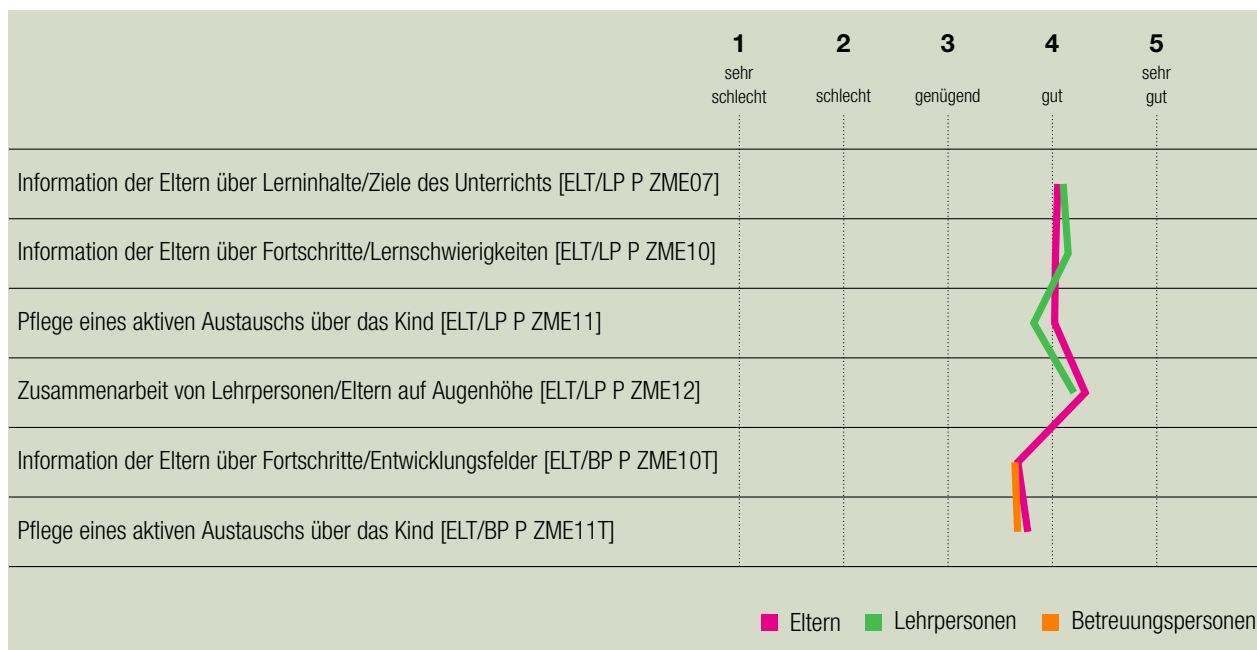 1 2 3 4 5
sehr schlecht schlecht genügend gut sehr gut
Information der Eltern über Lerninhalte/Ziele des Unterrichts [ELT/LP P ZME07]
Information der Eltern über Fortschritte/Lernschwierigkeiten [ELT/LP P ZME10]
Pflege eines aktiven Austauschs über das Kind [ELT/LP P ZME11]
Zusammenarbeit von Lehrpersonen/Eltern auf Augenhöhe [ELT/LP P ZME12]
Information der Eltern über Fortschritte/Entwicklungsfelder [ELT/BP P ZME10T]
Pflege eines aktiven Austauschs über das Kind [ELT/BP P ZME11T]
Eltern Lehrpersonen Betreuungspersonen